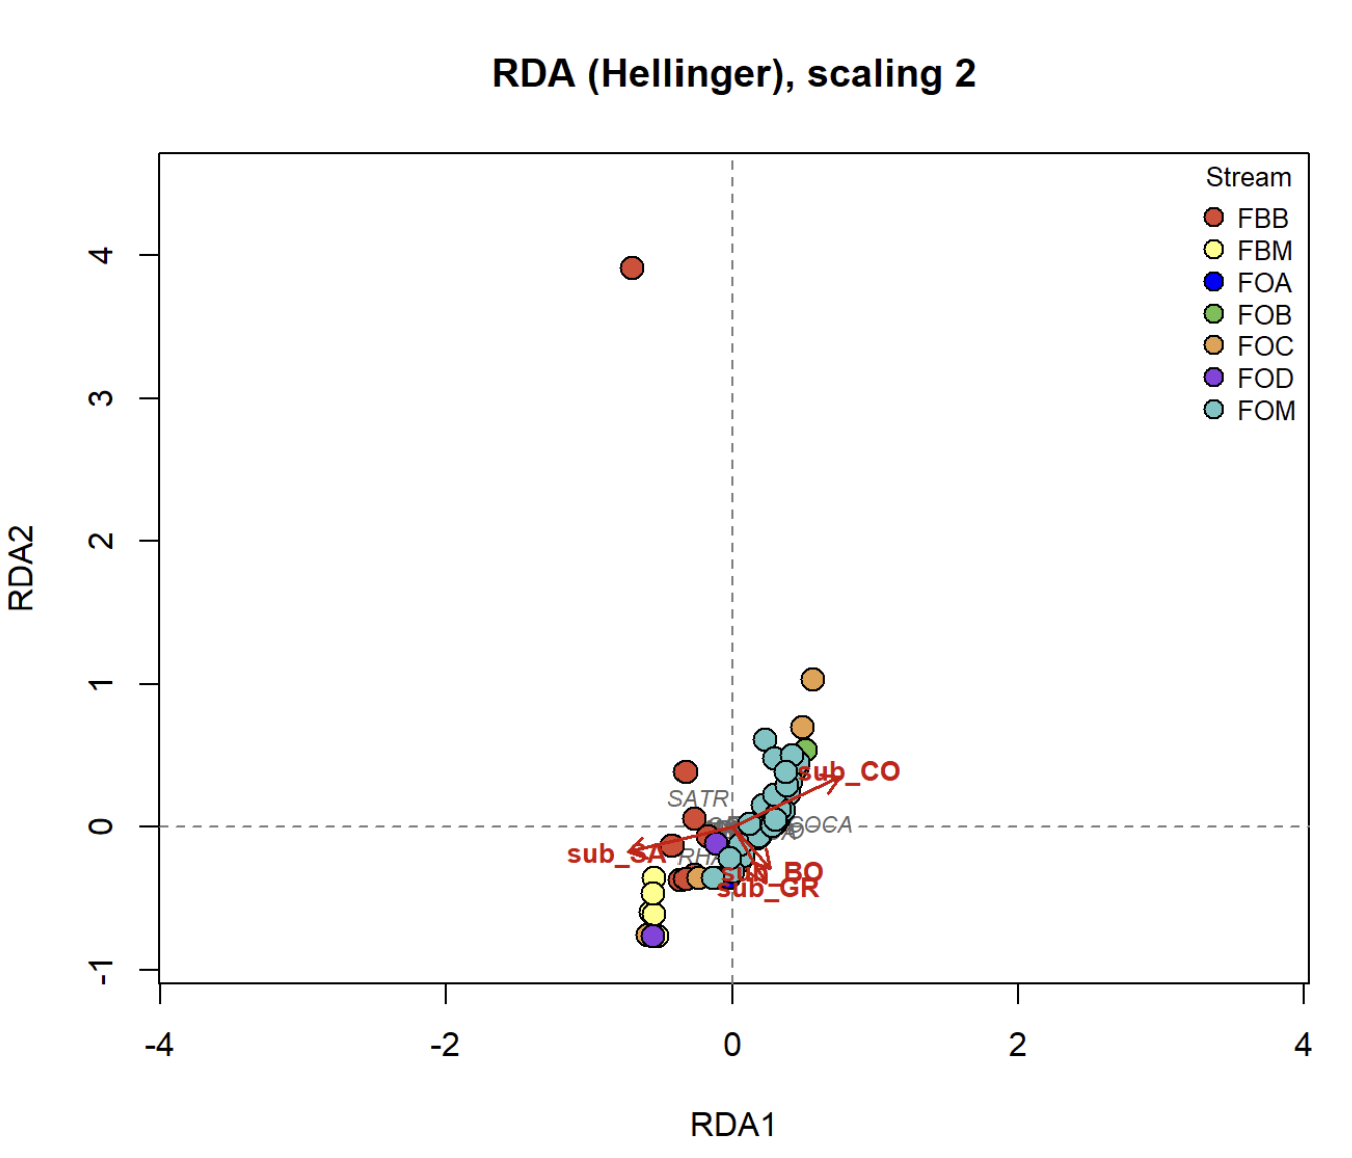 RDA (Hellinger), scaling 2
Stream
FBB
FBM
FOA
FOB
FOC
FOD
FOM
4
3
2
1
0
-1
RDA2
sub_CO
SATR
COCA
sub_SA
sub_BO
sub_GR
-4
-2
0
2
4
RDA1